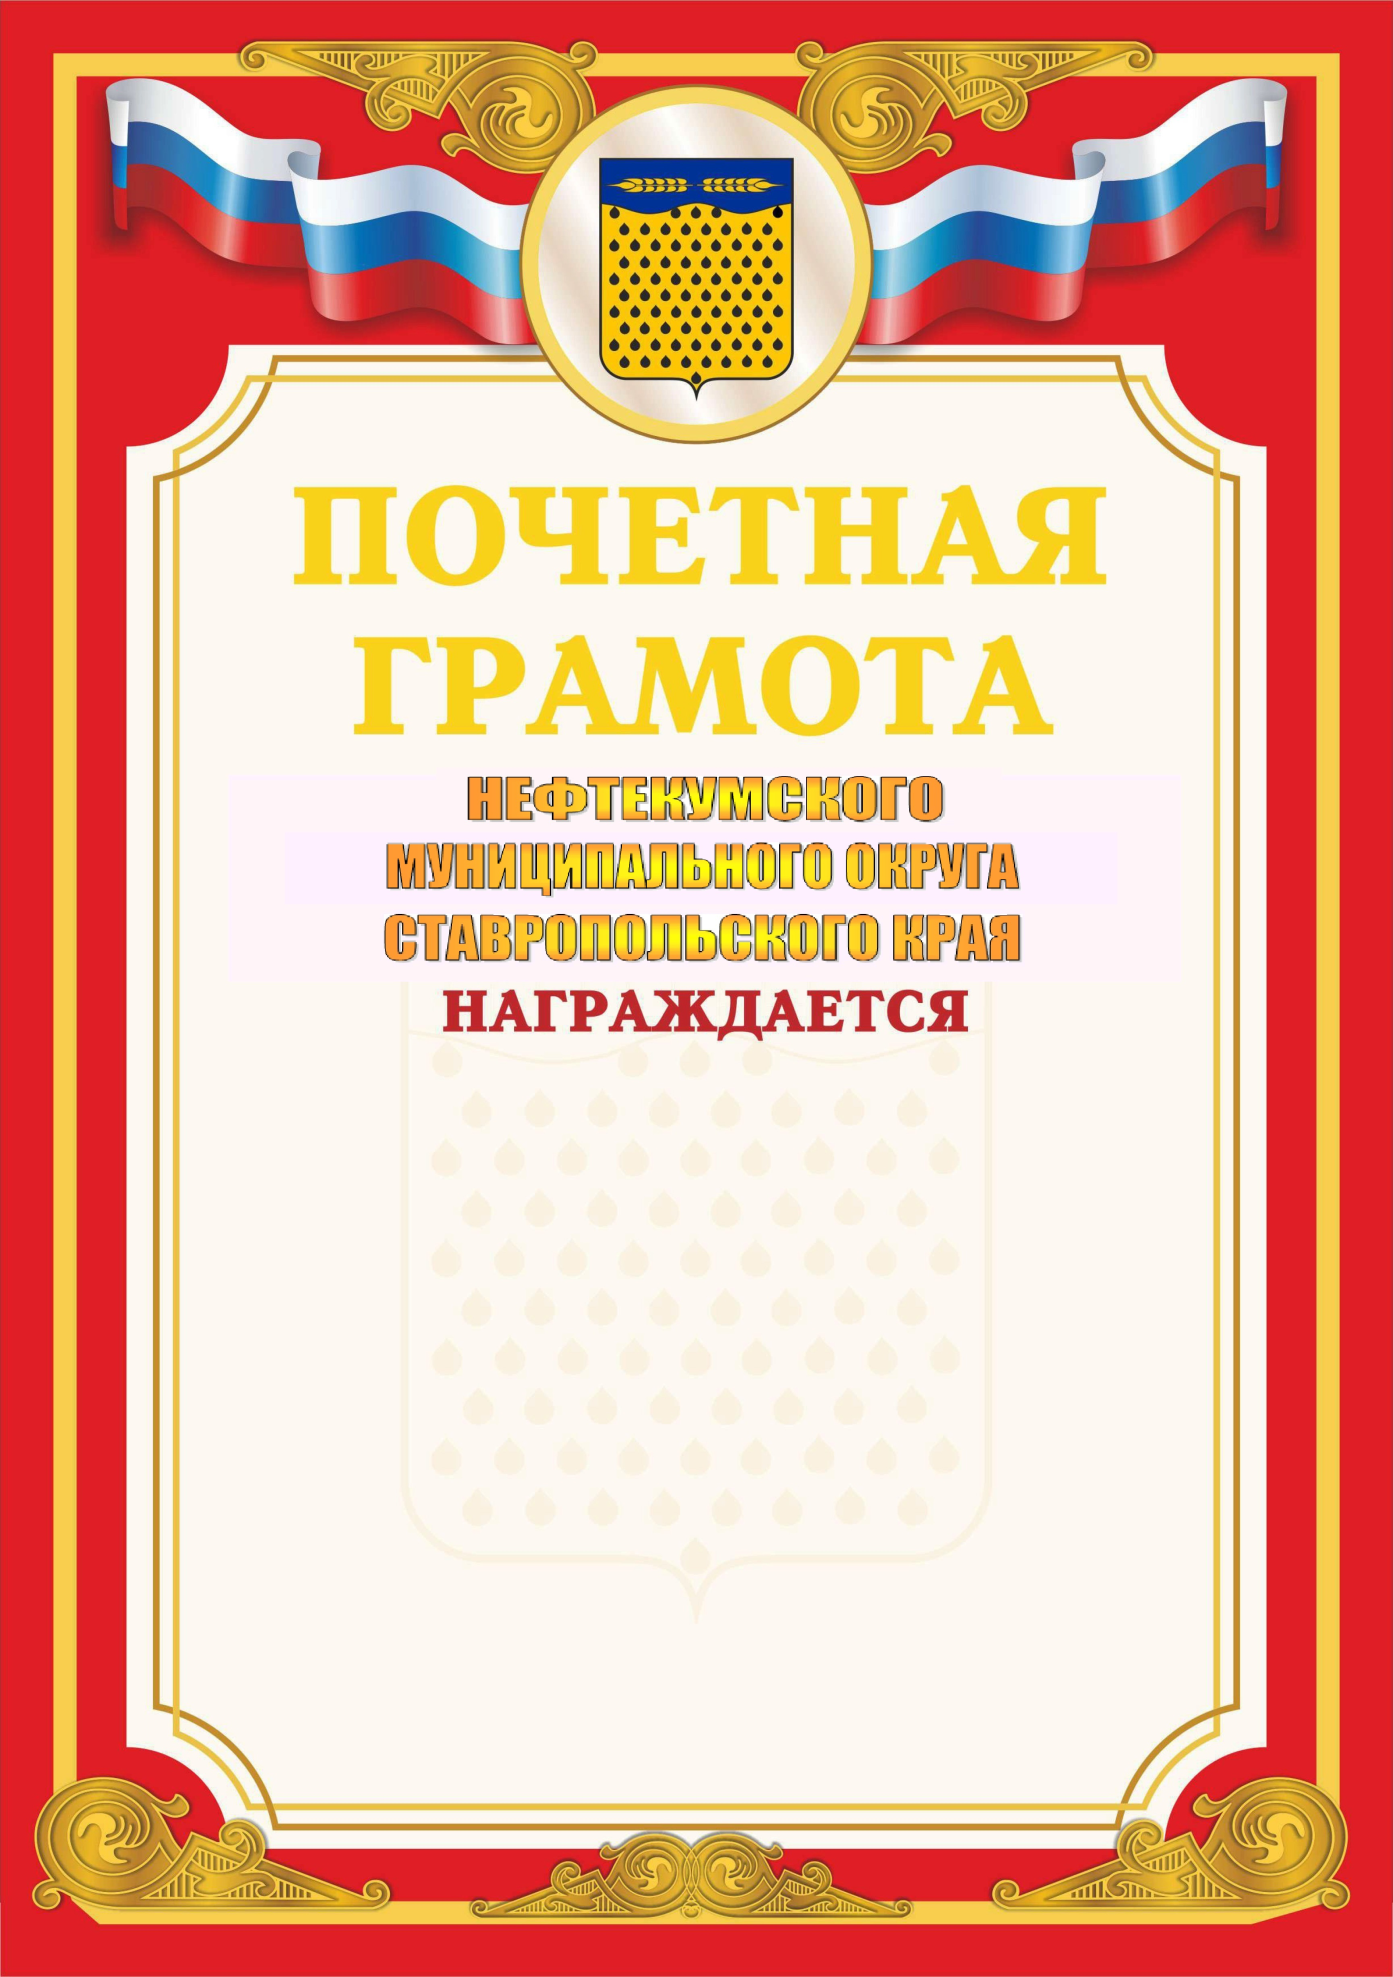 ПОЧЕТНАЯ
ГРАМОТА
НЕФТЕКУМСКОГО
МУНИЦИПАЛЬНОГО ОКРУГА
СТАВРОПОЛЬСКОГО КРАЯ
НАГРАЖДАЕТСЯ